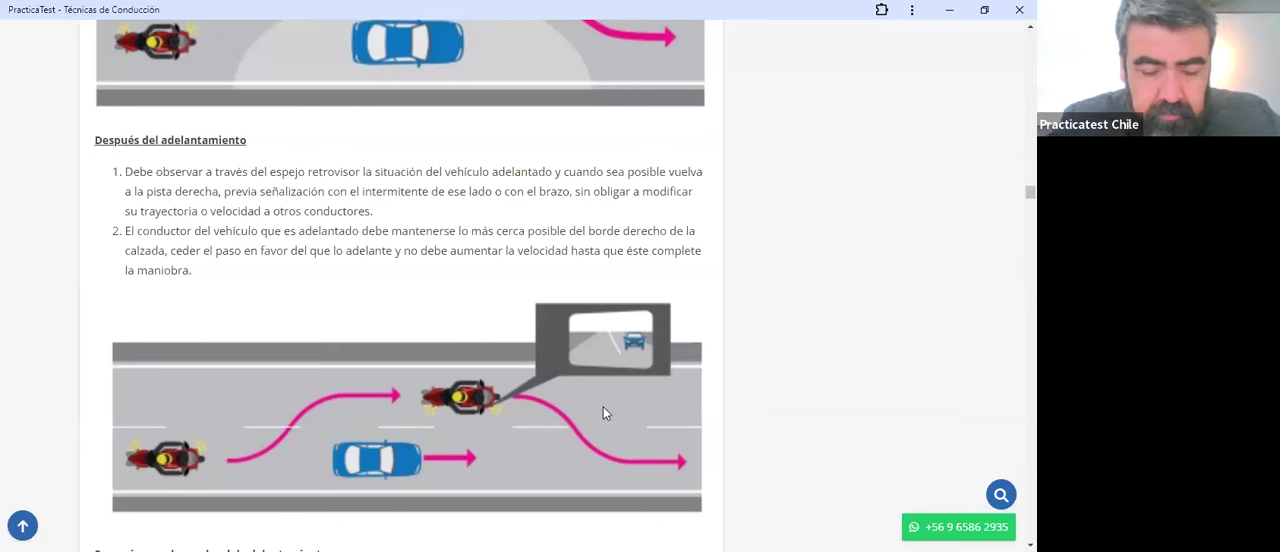 PracticaTest - Técnicas de Conducción
Practicatest Chile
Después del adelantamiento
1. Debe observar a través del espejo retrovisor la situación del vehículo adelantado y cuando sea posible vuelva
a la pista derecha, previa señalización con el intermitente de ese lado o con el brazo, sin obligar a modificar
su trayectoria o velocidad a otros conductores.
2. El conductor del vehículo que es adelantado debe mantenerse lo más cerca posible del borde derecho de la
calzada, ceder el paso en favor del que lo adelante y no debe aumentar la velocidad hasta que éste complete
la maniobra.
+56 9 6586 2935